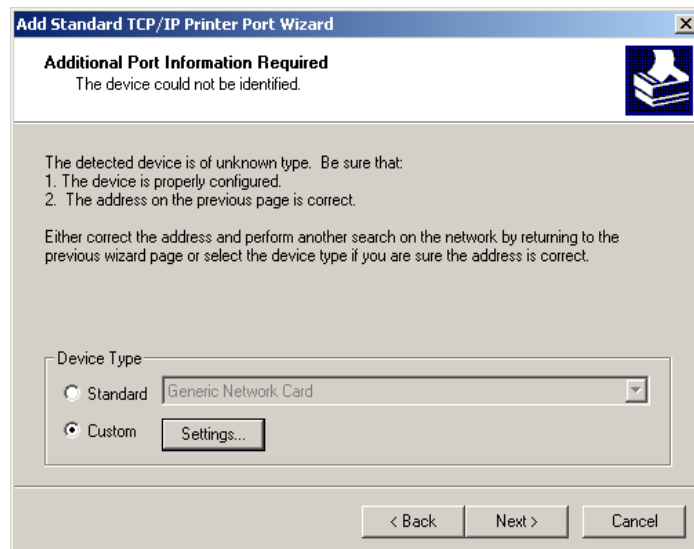 Add Standard TCP/IP Printer Port Wizard
Additional Port Information Required
The device could not be identified.
The detected device is of unknown type. Be sure that:
1. The device is properly configured.
2. The address on the previous page is correct.
Either correct the address and perform another search on the network by returning to the
previous wizard page or select the device type if you are sure the address is correct.
Device Type
Standard Generic Network Card
Custom Settings...
< Back Next > Cancel